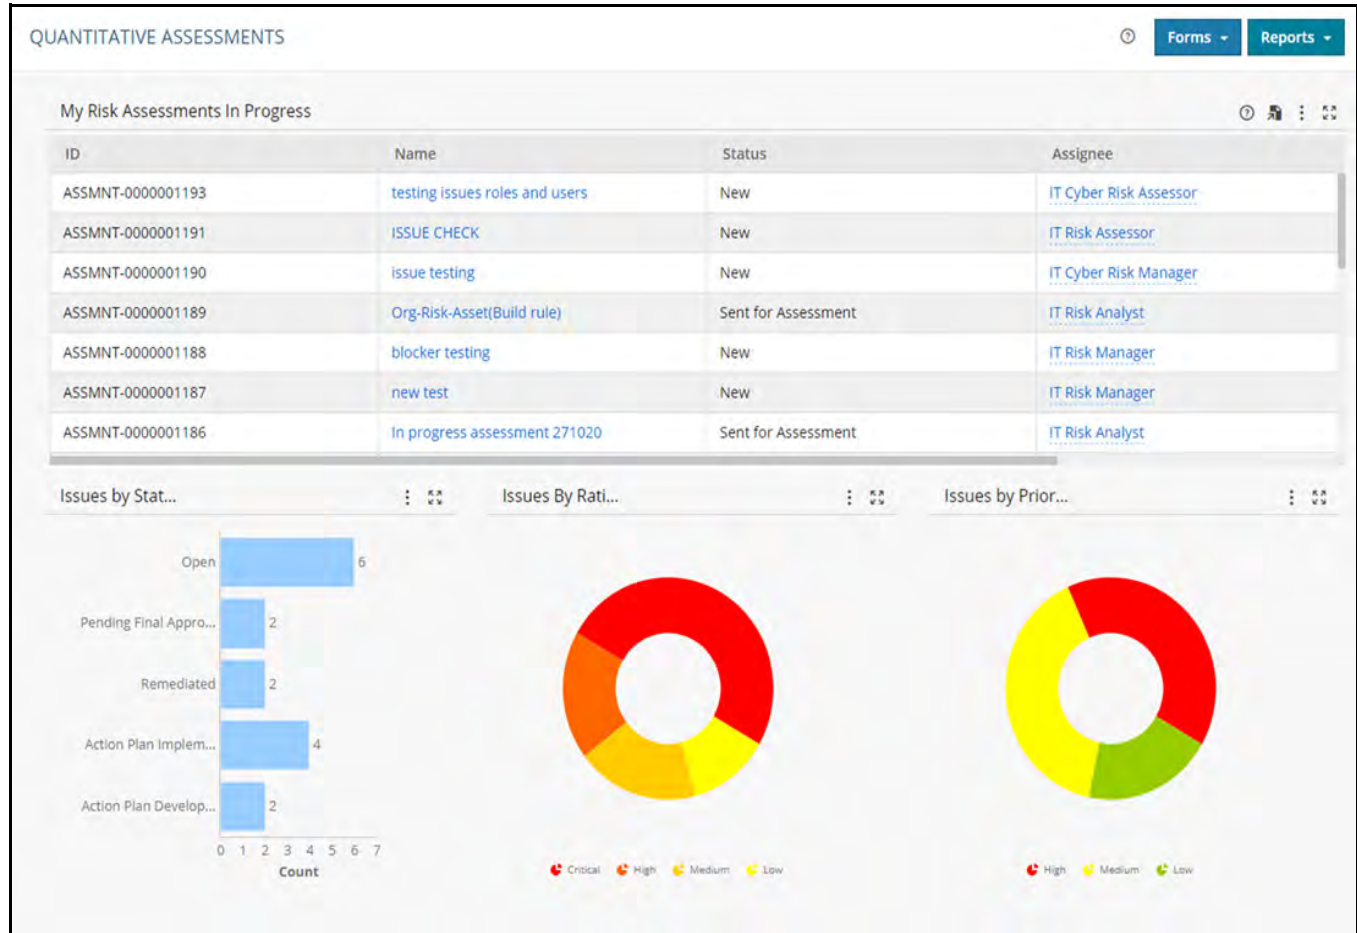 QUANTITATIVE ASSESSMENTS
Forms
Reports
My Risk Assessments In Progress
ID Name Status Assignee
ASSMNT-0000001193 testing issues roles and users New IT Cyber Risk Assessor
ASSMNT-0000001191 ISSUE CHECK New IT Risk Assessor
ASSMNT-0000001190 issue testing New IT Cyber Risk Manager
ASSMNT-0000001189 Org-Risk-Asset(Build rule) Sent for Assessment IT Risk Analyst
ASSMNT-0000001188 blocker testing New IT Risk Manager
ASSMNT-0000001187 new test New IT Risk Manager
ASSMNT-0000001186 In progress assessment 271020 Sent for Assessment IT Risk Analyst
Issues by Stat...
Open 6
Pending Final Appro... 2
Remediated 2
Action Plan Implem... 4
Action Plan Develop... 2
0 1 2 3 4 5 6 7
Count
Issues By Rati...
Critical High Medium Low
Issues by Prior...
High Medium Low